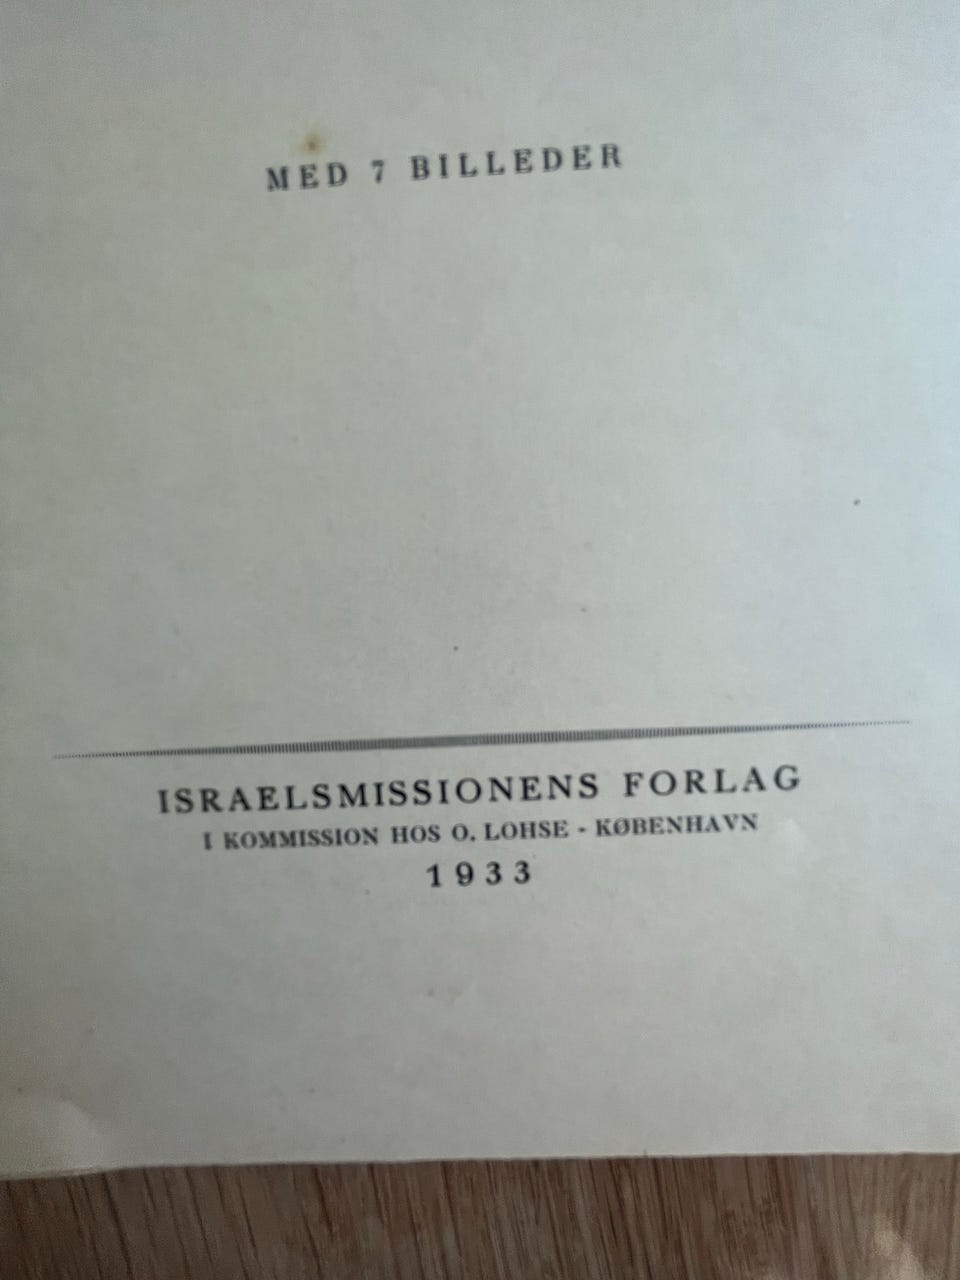 MED 7 BILLEDER
ISRAELSMISSIONENS FORLAG
I KOMMISSION HOS O. LOHSE - KØBENHAVN
1933